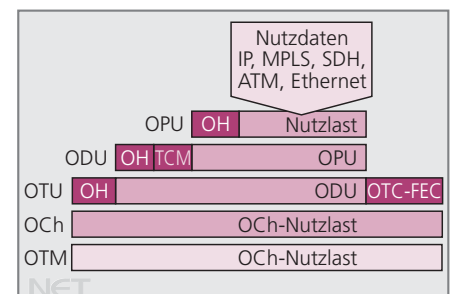 Nutzdaten
IP, MPLS, SDH,
ATM, Ethernet
OPU OH Nutzlast
ODU OH TCM OPU
OTU OH ODU OTC-FEC
OCh OCh-Nutzlast
OTM OCh-Nutzlast
NET